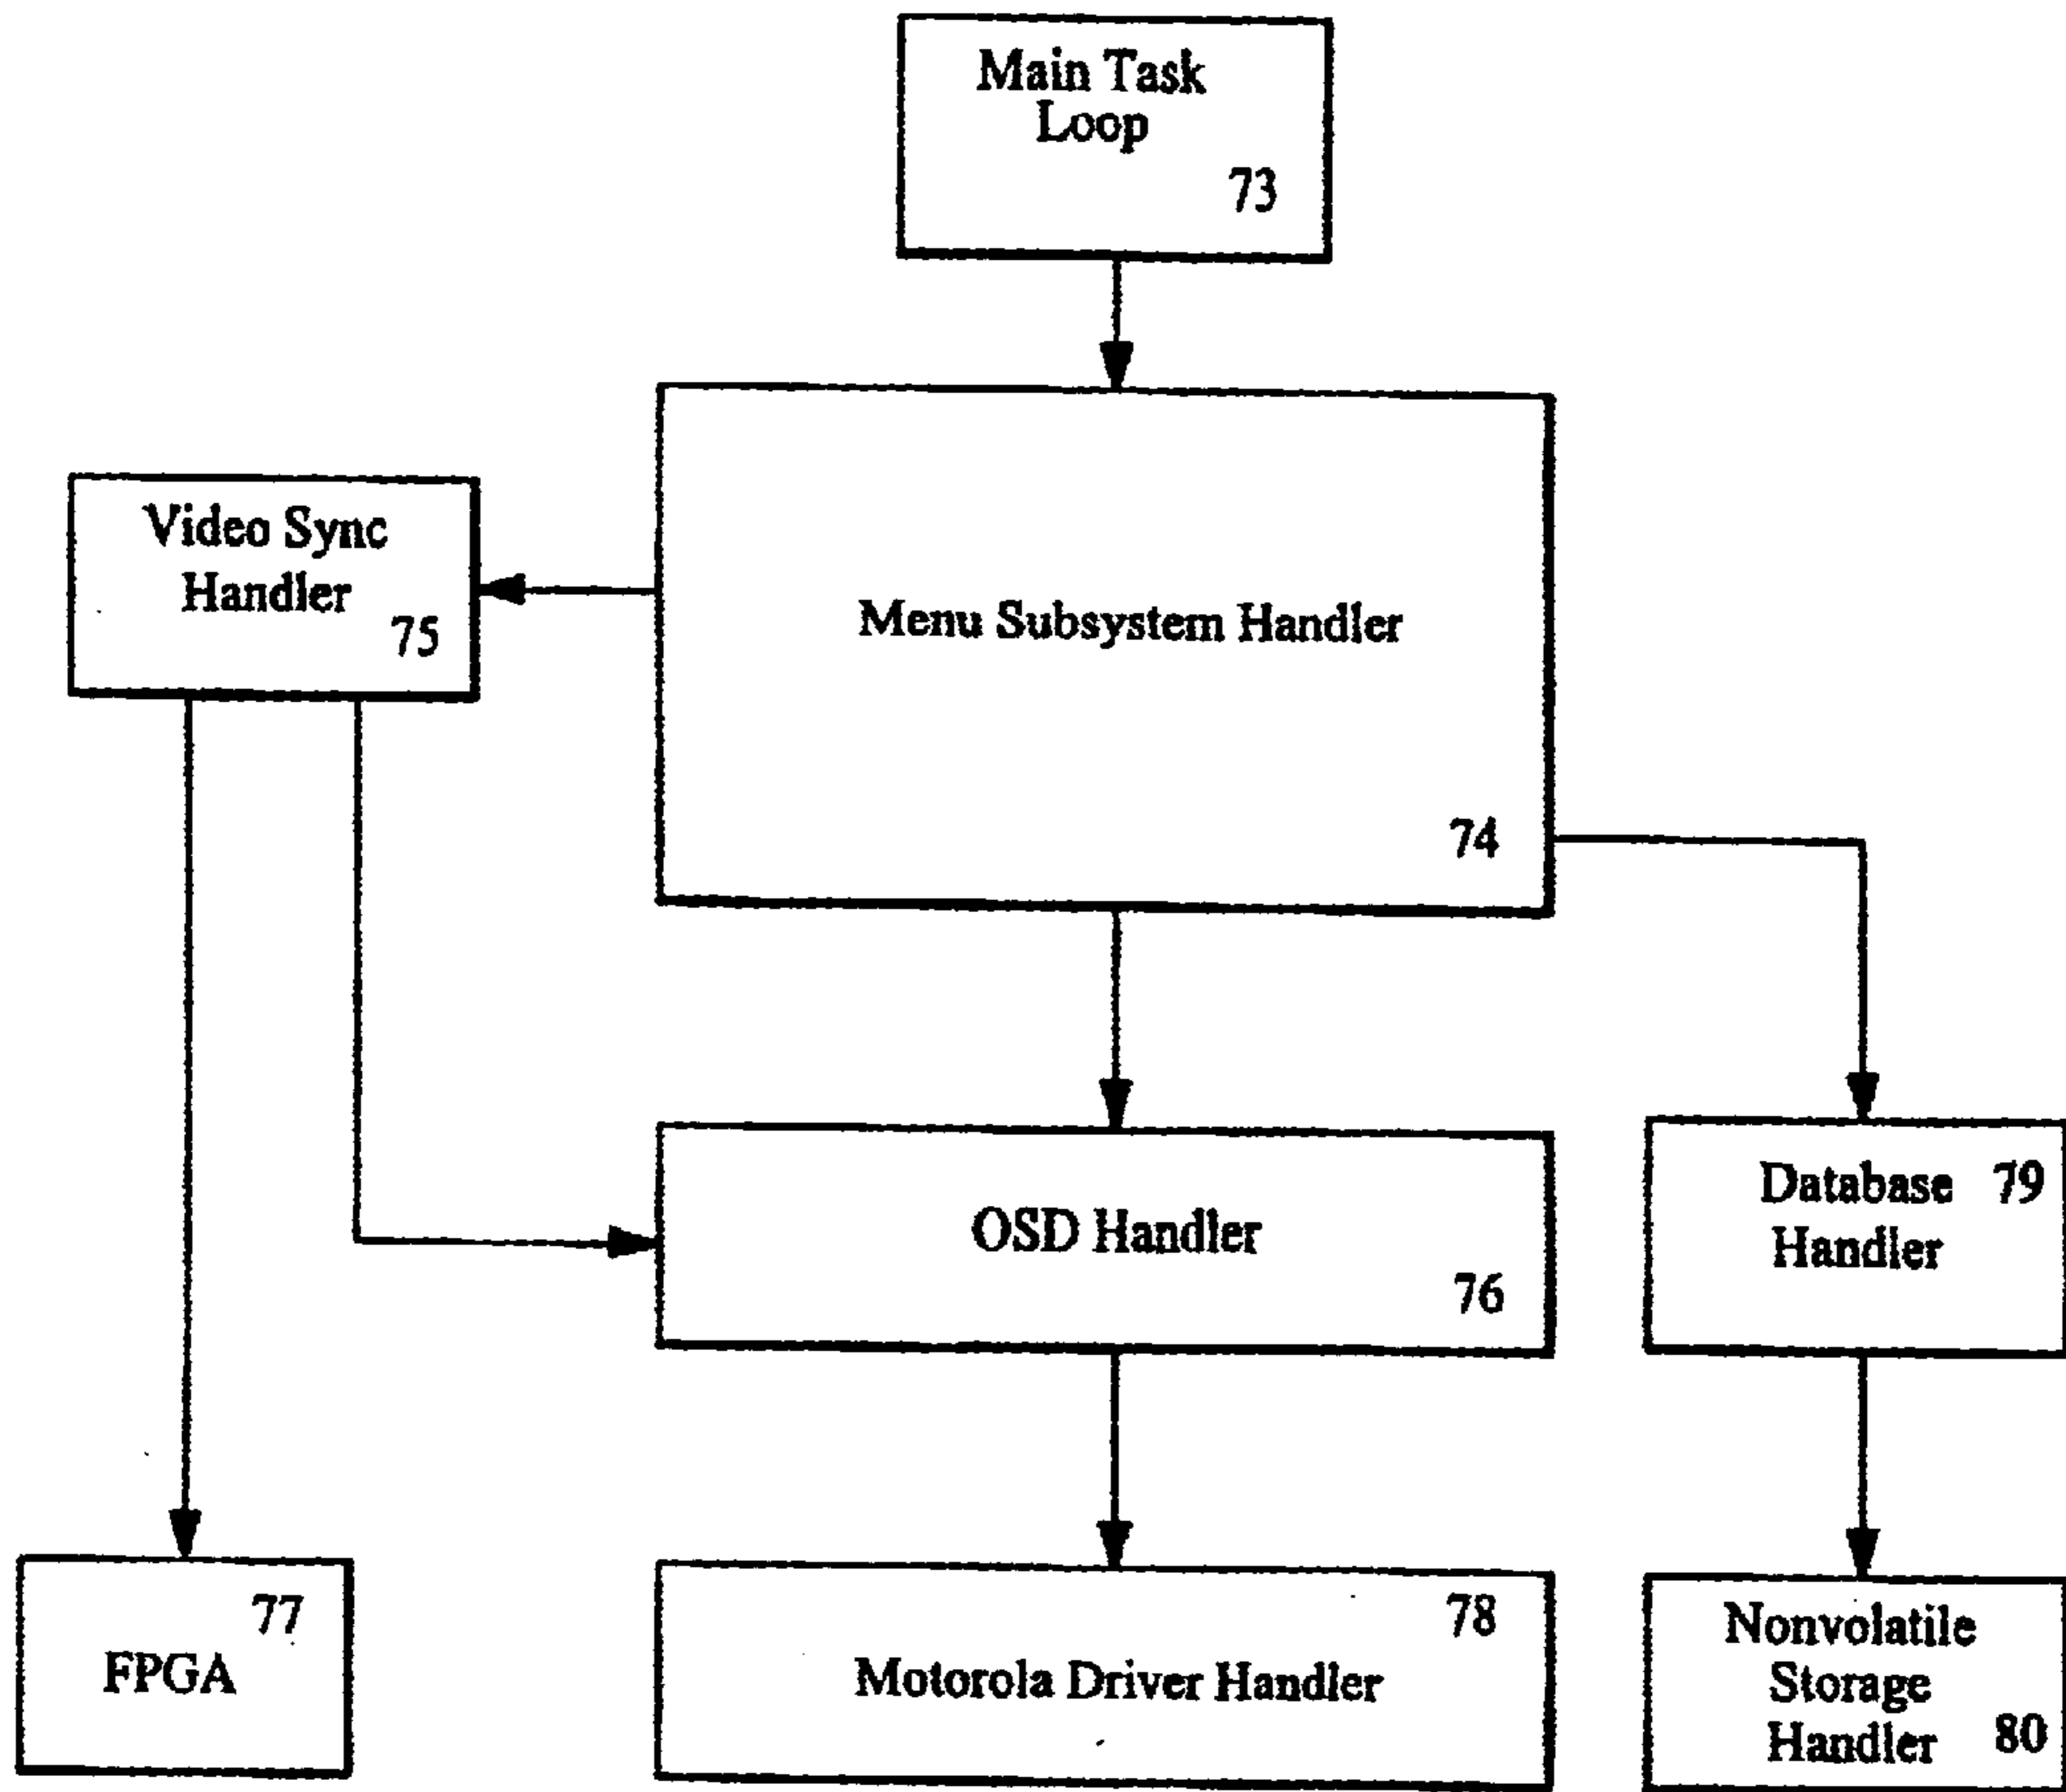 Main Task
Loop
73
Video Sync
Handler
75
Menu Subsystem Handler
74
OSD Handler
76
Database 79
Handler
77
FPGA
78
Motorola Driver Handler
Nonvolatile
Storage
Handler 80